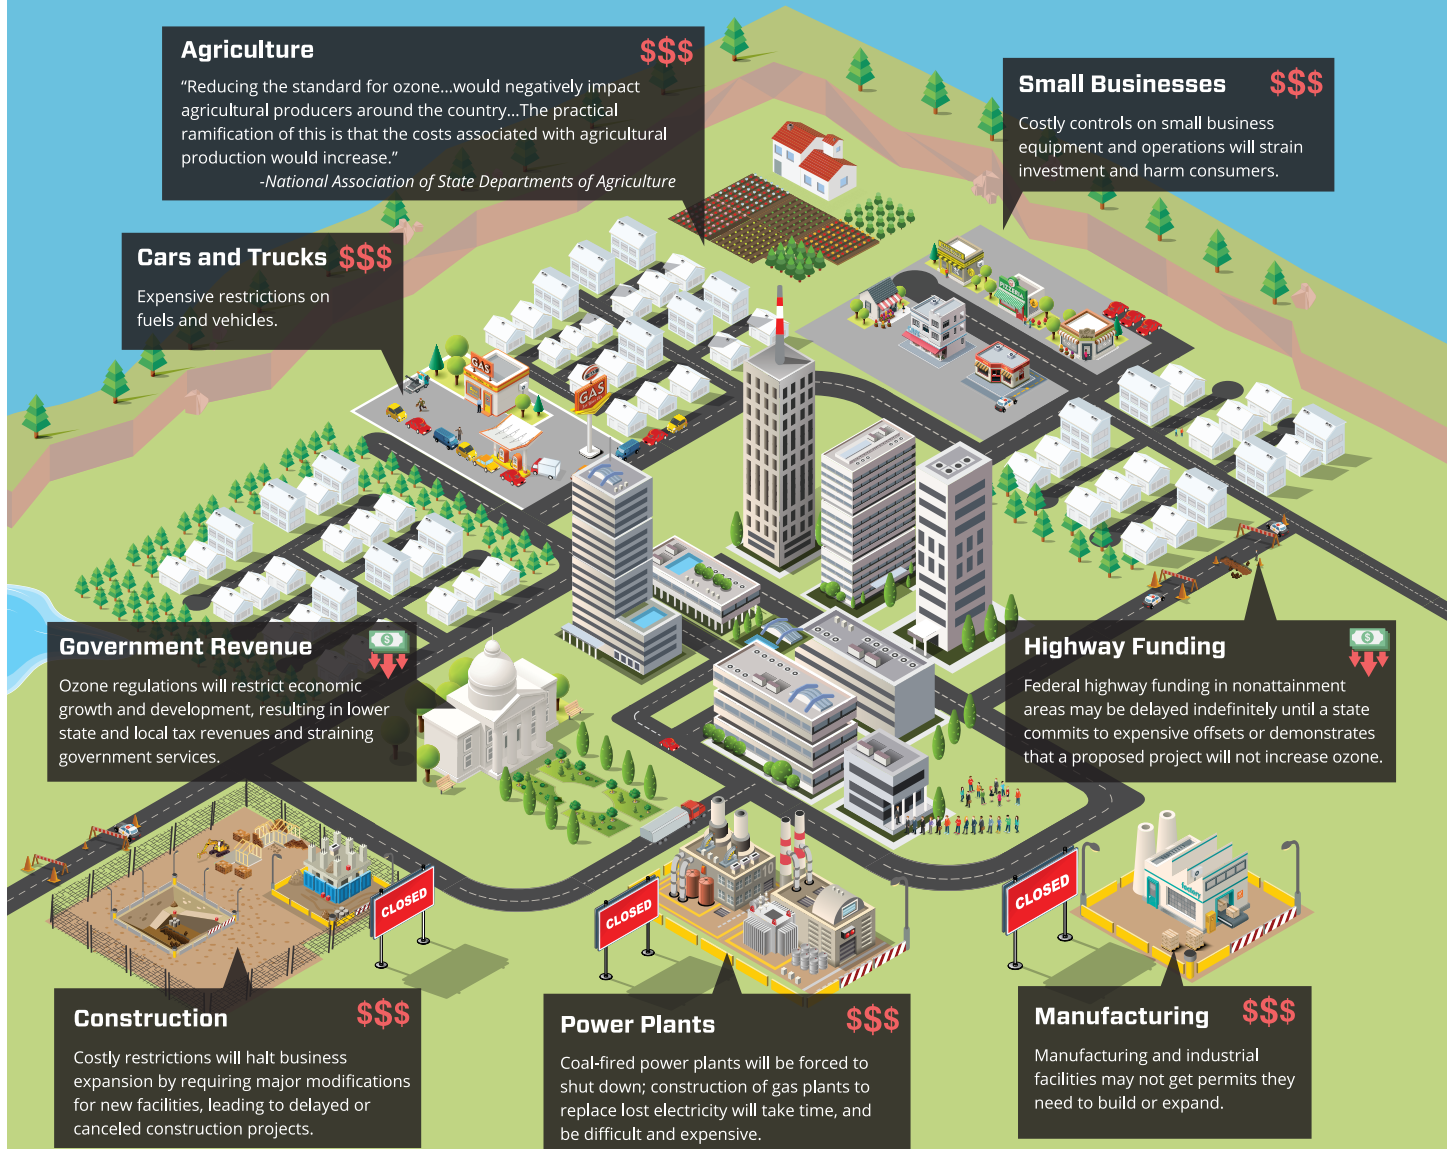 Agriculture $$$
“Reducing the standard for ozone...would negatively impact
agricultural producers around the country...The practical
ramification of this is that the costs associated with agricultural
production would increase.”
-National Association of State Departments of Agriculture
Small Businesses $$$
Costly controls on small business
equipment and operations will strain
investment and harm consumers.
Cars and Trucks $$$
Expensive restrictions on
fuels and vehicles.
PIZZERIA
GAS
GAS
Government Revenue
$
Ozone regulations will restrict economic
growth and development, resulting in lower
state and local tax revenues and straining
government services.
Highway Funding
$
Federal highway funding in nonattainment
areas may be delayed indefinitely until a state
commits to expensive offsets or demonstrates
that a proposed project will not increase ozone.
CLOSED
CLOSED
CLOSED
factory
Construction $$$
Costly restrictions will halt business
expansion by requiring major modifications
for new facilities, leading to delayed or
canceled construction projects.
Power Plants $$$
Coal-fired power plants will be forced to
shut down; construction of gas plants to
replace lost electricity will take time, and
be difficult and expensive.
Manufacturing $$$
Manufacturing and industrial
facilities may not get permits they
need to build or expand.